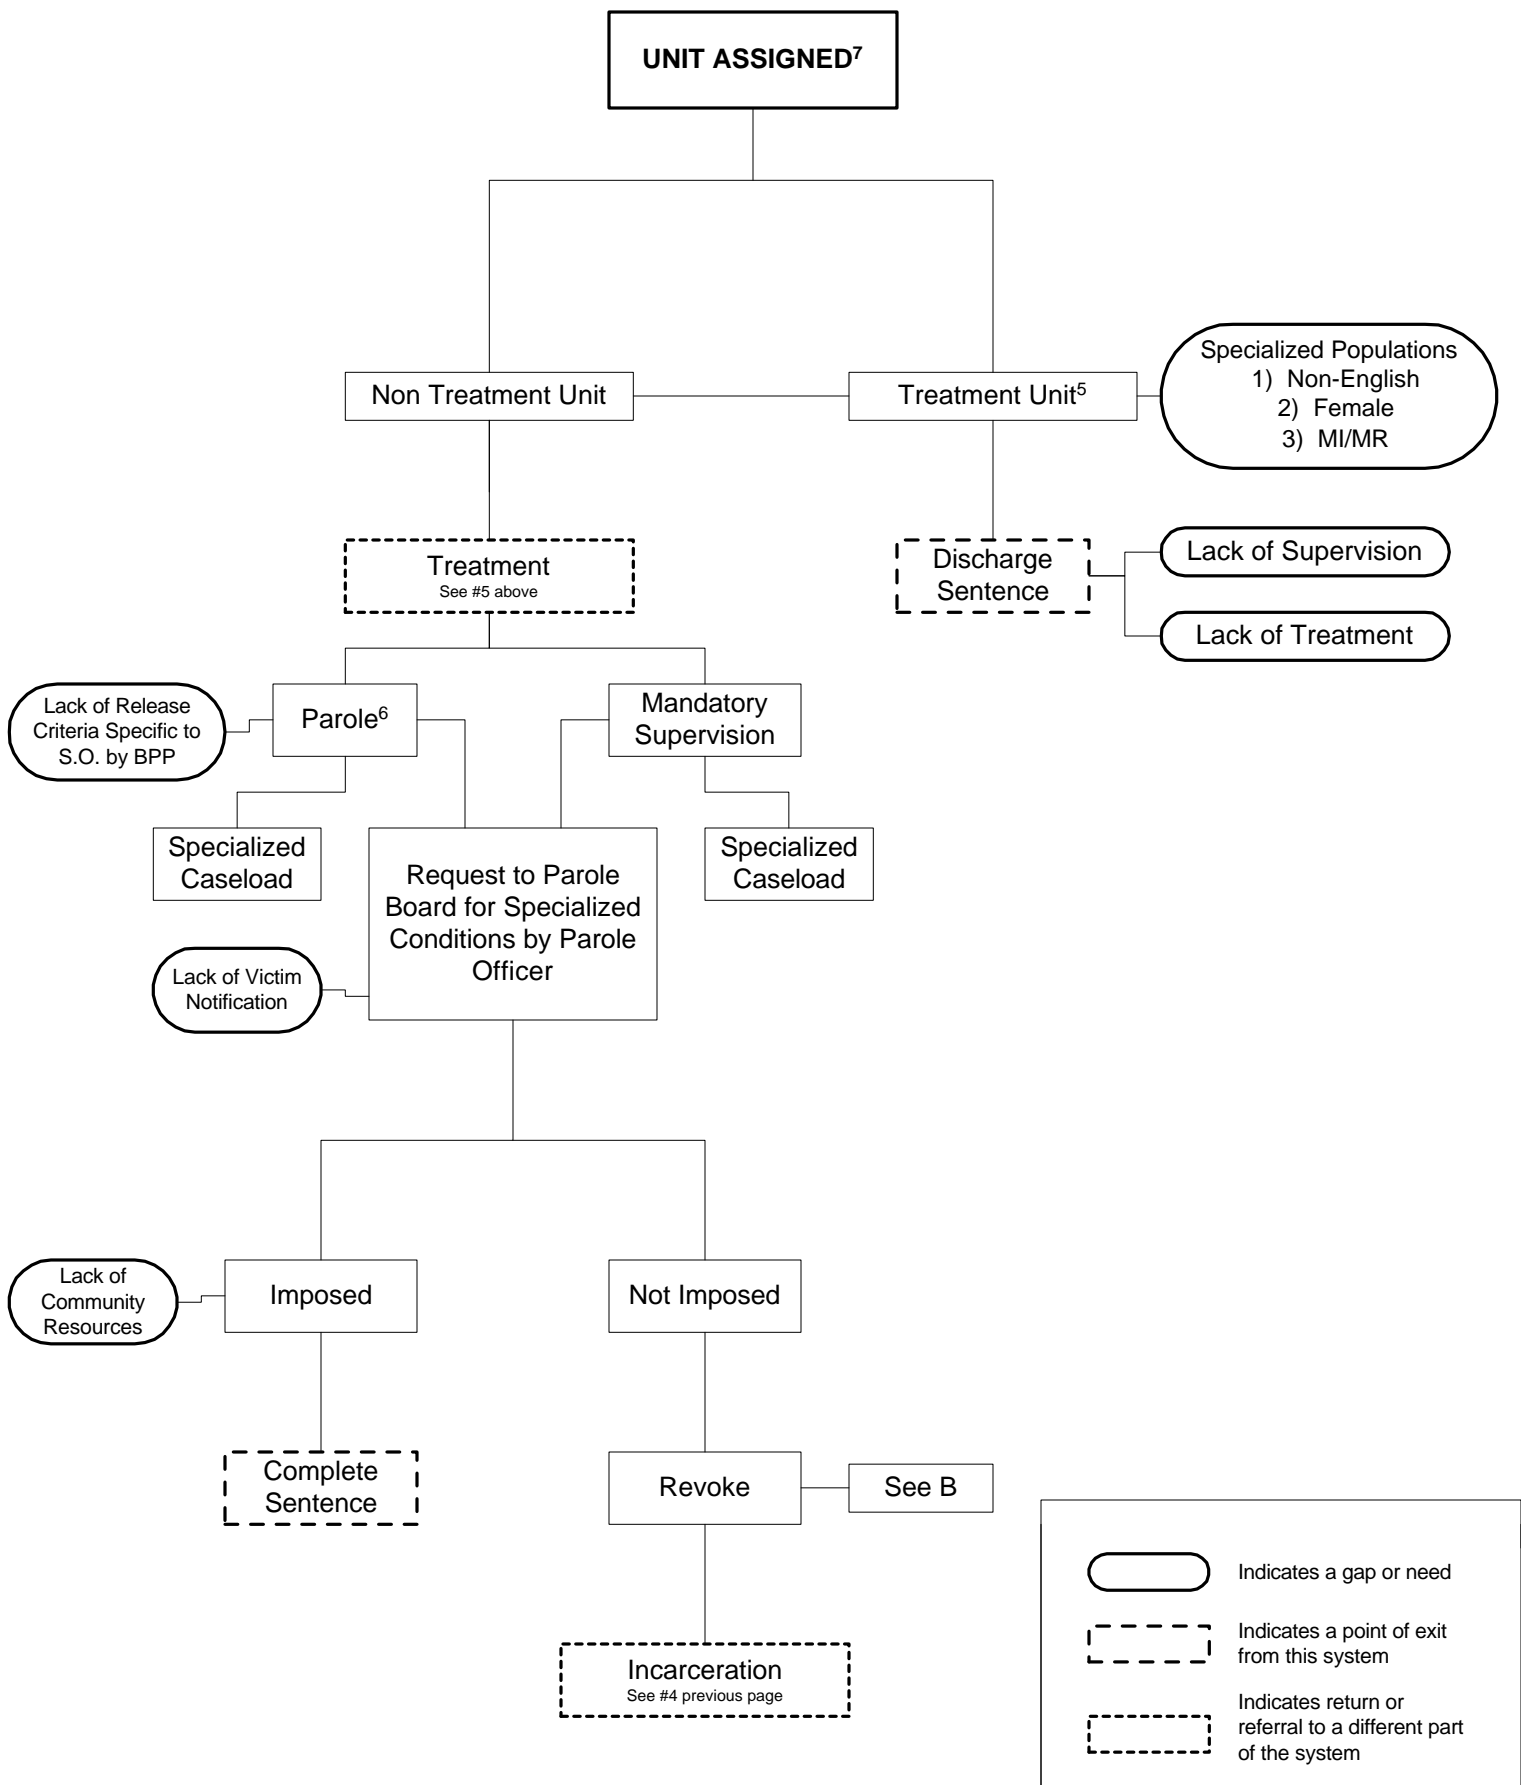 UNIT ASSIGNED7
Specialized Populations
1) Non-English
2) Female
3) MI/MR
Non Treatment Unit
Treatment Unit5
Treatment
See #5 above
Discharge
Sentence
Lack of Supervision
Lack of Treatment
Lack of Release
Criteria Specific to
S.O. by BPP
Parole6
Mandatory
Supervision
Specialized
Caseload
Request to Parole
Board for Specialized
Conditions by Parole
Officer
Specialized
Caseload
Lack of Victim
Notification
Lack of
Community
Resources
Imposed
Not Imposed
Complete
Sentence
Revoke
See B
Incarceration
See #4 previous page
Indicates a gap or need
Indicates a point of exit
from this system
Indicates return or
referral to a different part
of the system